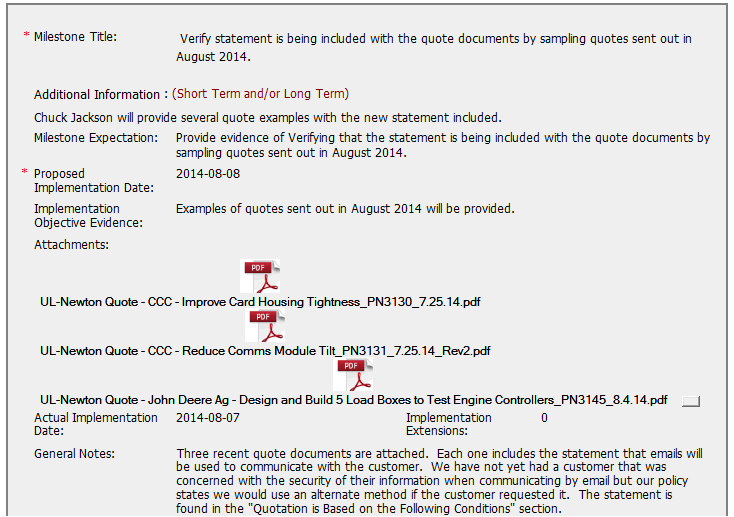 * Milestone Title: Verify statement is being included with the quote documents by sampling quotes sent out in
August 2014.
Additional Information : (Short Term and/or Long Term)
Chuck Jackson will provide several quote examples with the new statement included.
Milestone Expectation: Provide evidence of Verifying that the statement is being included with the quote documents by
sampling quotes sent out in August 2014.
* Proposed 2014-08-08
Implementation Date:
Implementation Examples of quotes sent out in August 2014 will be provided.
Objective Evidence:
Attachments:
PDF
UL-Newton Quote - CCC - Improve Card Housing Tightness_PN3130_7.25.14.pdf
PDF
UL-Newton Quote - CCC - Reduce Comms Module Tilt_PN3131_7.25.14_Rev2.pdf
PDF
UL-Newton Quote - John Deere Ag - Design and Build 5 Load Boxes to Test Engine Controllers_PN3145_8.4.14.pdf
Actual Implementation 2014-08-07 Implementation 0
Date: Extensions:
General Notes: Three recent quote documents are attached. Each one includes the statement that emails will
be used to communicate with the customer. We have not yet had a customer that was
concerned with the security of their information when communicating by email but our policy
states we would use an alternate method if the customer requested it. The statement is
found in the "Quotation is Based on the Following Conditions" section.